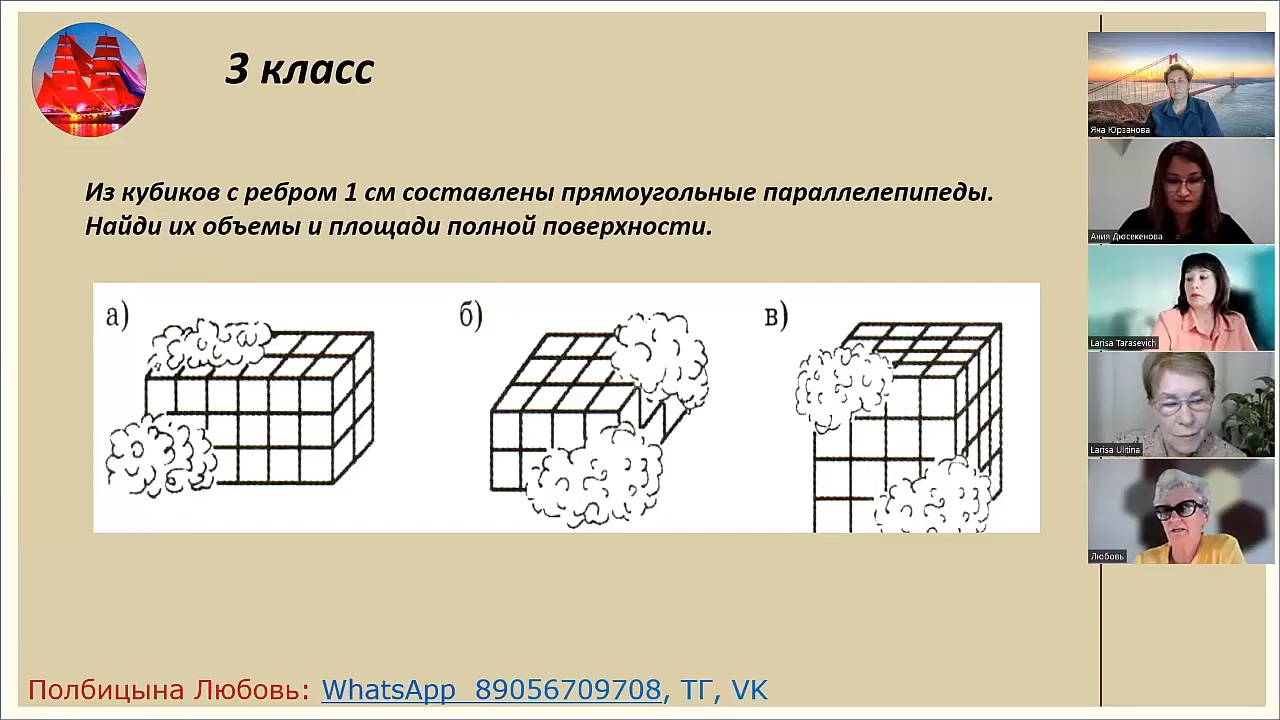 3 класс
Из кубиков с ребром 1 см составлены прямоугольные параллелепипеды.
Найди их объемы и площади полной поверхности.
а)
б)
в)
Полбицына Любовь: WhatsApp 89056709708, ТГ, VK
Яна Юрзанова
Ания Дюсекенова
Larisa Tarasevich
Larisa Ulitina
Любовь